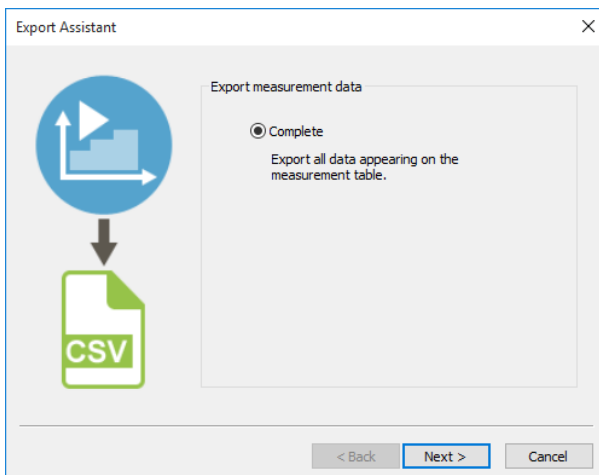 Export Assistant
Export measurement data
Complete
Export all data appearing on the
measurement table.
CSV
< Back
Next >
Cancel